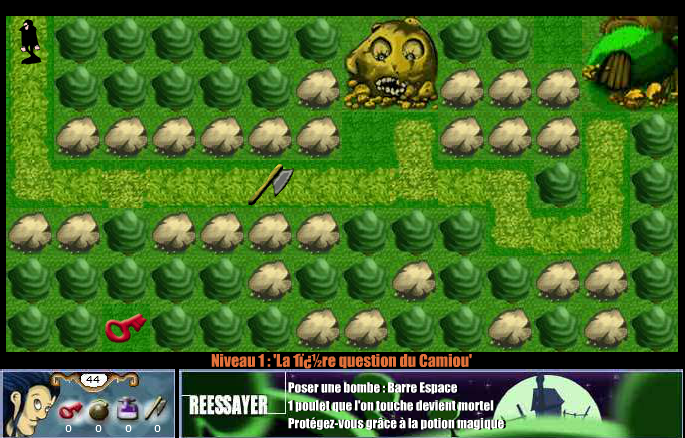 Niveau 1 : 'La 1ï¿½re question du Camiou'
44
0 0 0 0
REESSAYER
Poser une bombe : Barre Espace
1 poulet que l'on touche devient mortel
Protégez-vous grâce à la potion magique